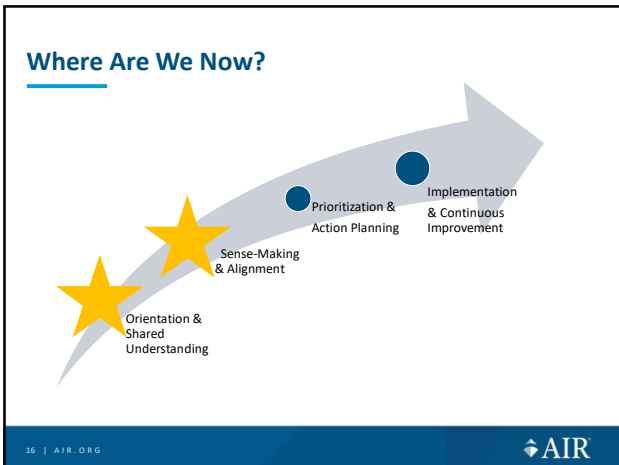 Where Are We Now?
Orientation &
Shared
Understanding
Sense-Making
& Alignment
Prioritization &
Action Planning
Implementation
& Continuous
Improvement
16 | AIR.ORG
AIR